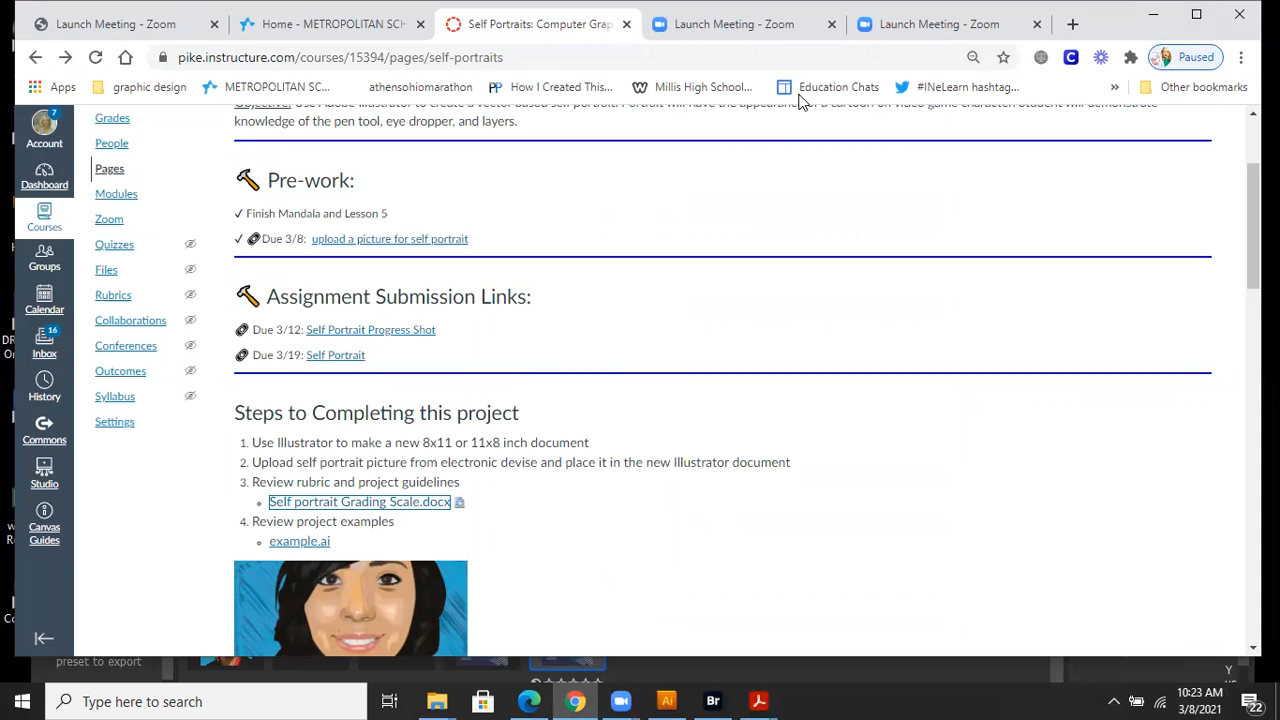 Launch Meeting - Zoom
Home - METROPOLITAN SCH
Self Portraits: Computer Grap
Launch Meeting - Zoom
Launch Meeting - Zoom
pike.instructure.com/courses/15394/pages/self-portraits
Paused
Apps
graphic design
METROPOLITAN SC...
athensohiomarathon
How I Created This...
Millis High School...
Education Chats
#INeLearn hashtag...
»
Other bookmarks
7
Account
Dashboard
Courses
Groups
Calendar
16
Inbox
History
Commons
Studio
Canvas
Guides
Grades
People
Pages
Modules
Zoom
Quizzes
Files
Rubrics
Collaborations
Conferences
Outcomes
Syllabus
Settings
knowledge of the pen tool, eye dropper, and layers.
Pre-work:
✓ Finish Mandala and Lesson 5
✓ Due 3/8: upload a picture for self portrait
Assignment Submission Links:
Due 3/12: Self Portrait Progress Shot
Due 3/19: Self Portrait
Steps to Completing this project
1. Use Illustrator to make a new 8x11 or 11x8 inch document
2. Upload self portrait picture from electronic devise and place it in the new Illustrator document
3. Review rubric and project guidelines
Self portrait Grading Scale.docx
4. Review project examples
example.ai
preset to export
Y
Type here to search
Ai
Br
10:23 AM
3/8/2021
22